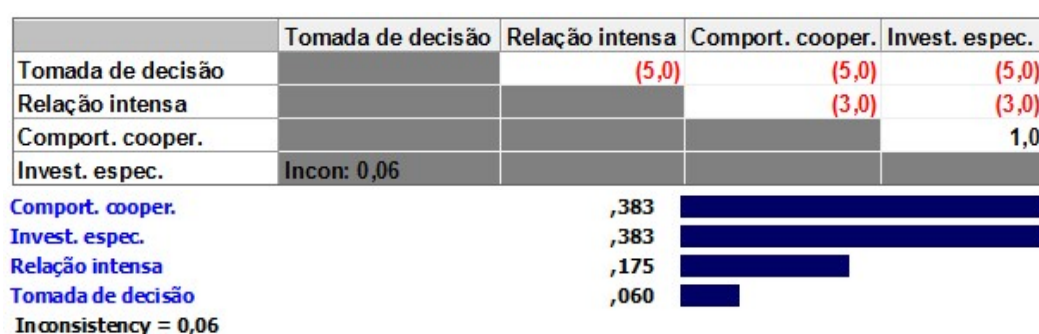 Tomada de decisão Relação intensa Comport. cooper. Invest. espec.
Tomada de decisão (5,0) (5,0) (5,0)
Relação intensa (3,0) (3,0)
Comport. cooper. 1,0
Invest. espec. Incon: 0,06
Comport. cooper. ,383
Invest. espec. ,383
Relação intensa ,175
Tomada de decisão ,060
Inconsistency = 0,06